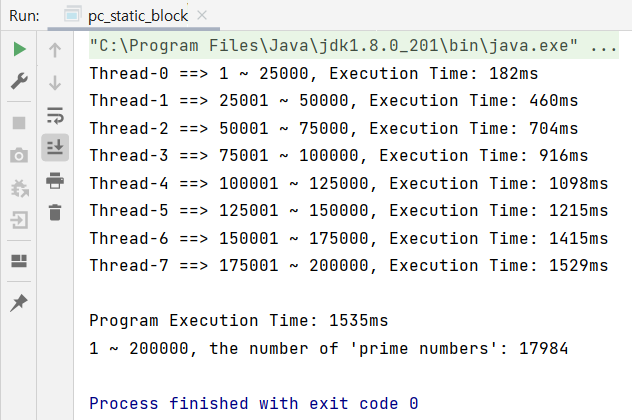 Run: pc_static_block
"C:\Program Files\Java\jdk1.8.0_201\bin\java.exe" ...
Thread-0 ==> 1 ~ 25000, Execution Time: 182ms
Thread-1 ==> 25001 ~ 50000, Execution Time: 460ms
Thread-2 ==> 50001 ~ 75000, Execution Time: 704ms
Thread-3 ==> 75001 ~ 100000, Execution Time: 916ms
Thread-4 ==> 100001 ~ 125000, Execution Time: 1098ms
Thread-5 ==> 125001 ~ 150000, Execution Time: 1215ms
Thread-6 ==> 150001 ~ 175000, Execution Time: 1415ms
Thread-7 ==> 175001 ~ 200000, Execution Time: 1529ms
Program Execution Time: 1535ms
1 ~ 200000, the number of 'prime numbers': 17984
Process finished with exit code 0